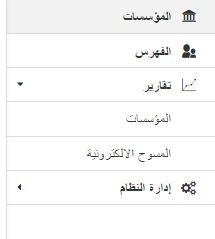 المؤسسات
الفهرس
تقارير
المؤسسات
المسوح الالكترونية
إدارة النظام